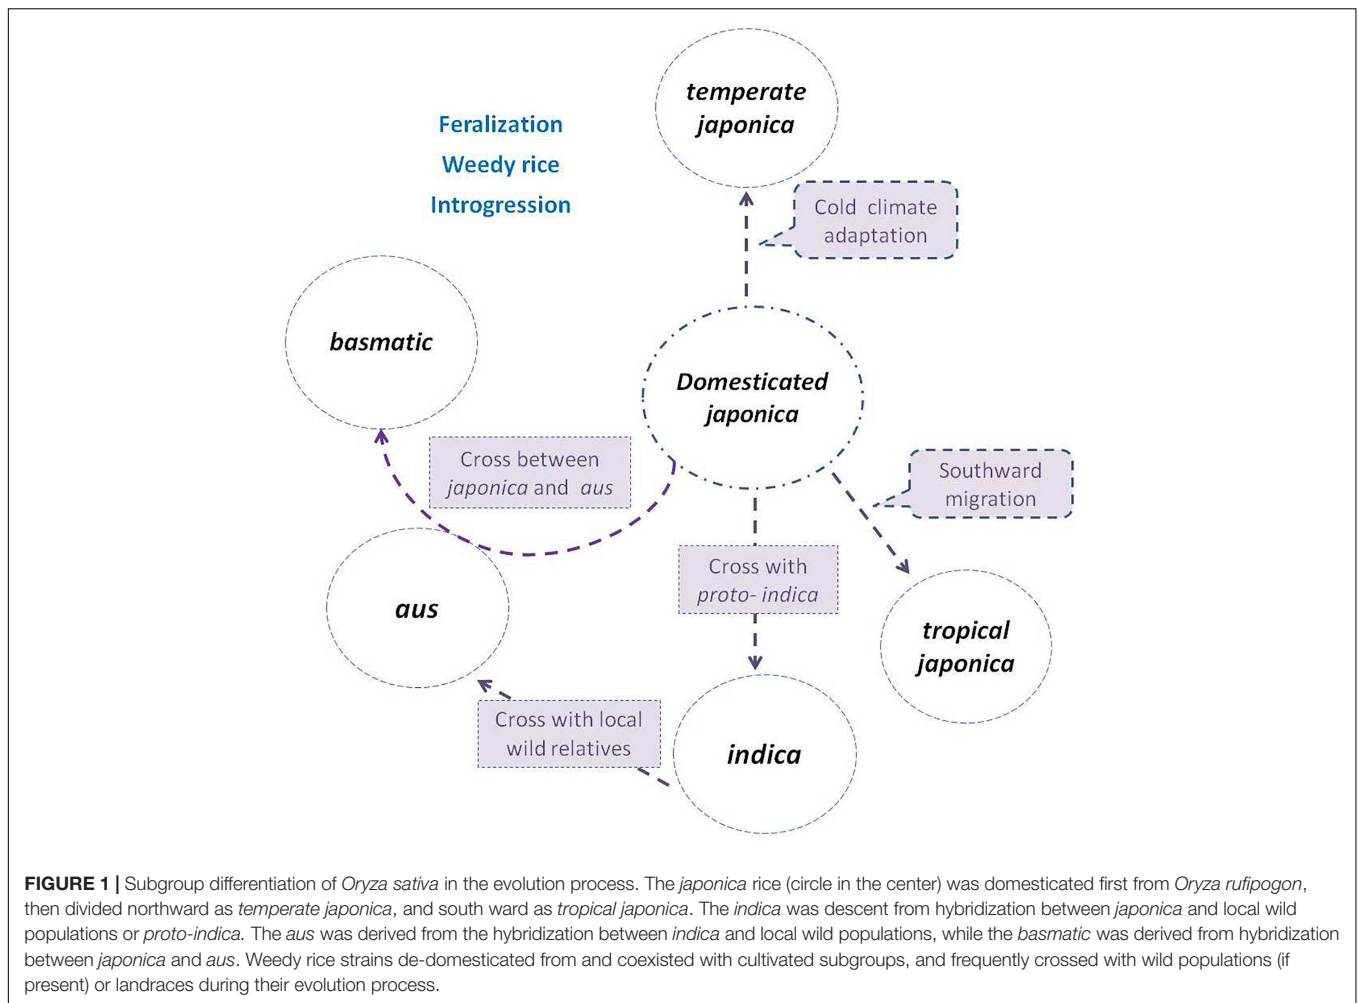 temperate
japonica
Feralization
Weedy rice
Introgression
Cold climate
adaptation
basmatic
Domesticated
japonica
Cross between
japonica and aus
Southward
migration
Cross with
proto- indica
aus
tropical
japonica
Cross with local
wild relatives
indica
FIGURE 1 | Subgroup differentiation of Oryza sativa in the evolution process. The japonica rice (circle in the center) was domesticated first from Oryza rufipogon,
then divided northward as temperate japonica, and south ward as tropical japonica. The indica was descent from hybridization between japonica and local wild
populations or proto-indica. The aus was derived from the hybridization between indica and local wild populations, while the basmatic was derived from hybridization
between japonica and aus. Weedy rice strains de-domesticated from and coexisted with cultivated subgroups, and frequently crossed with wild populations (if
present) or landraces during their evolution process.